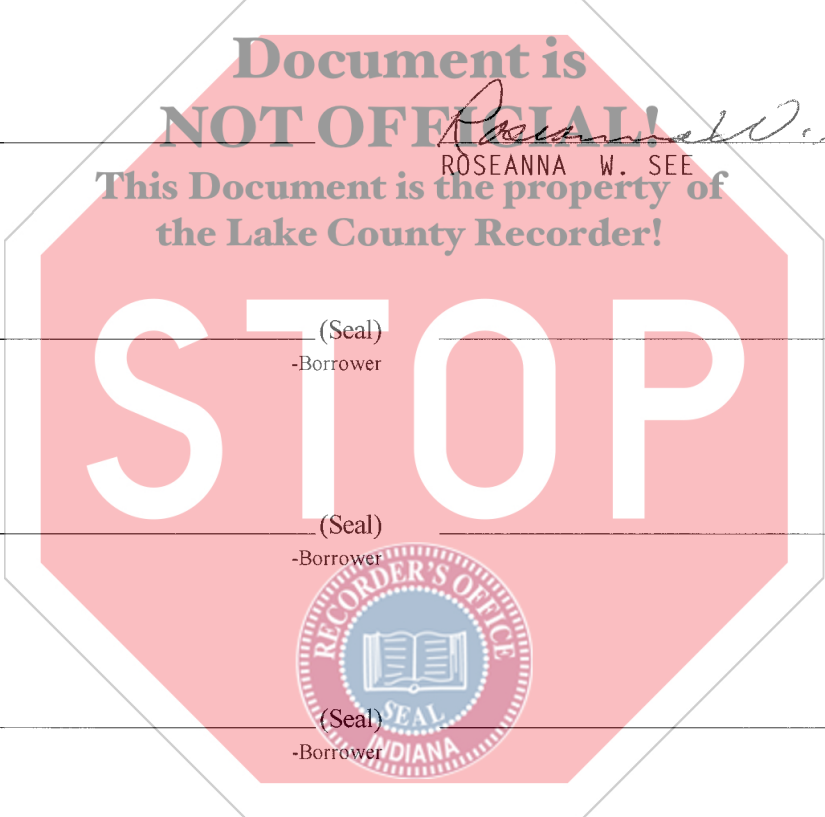 Document is
NOT OFFICIAL!
Roseanna W.
ROSEANNA W. SEE
This Document is the property of
the Lake County Recorder!
STOP
(Seal)
-Borrower
(Seal)
-Borrower
RECORDER'S OFFICE
SEAL
INDIANA
(Seal)
-Borrower